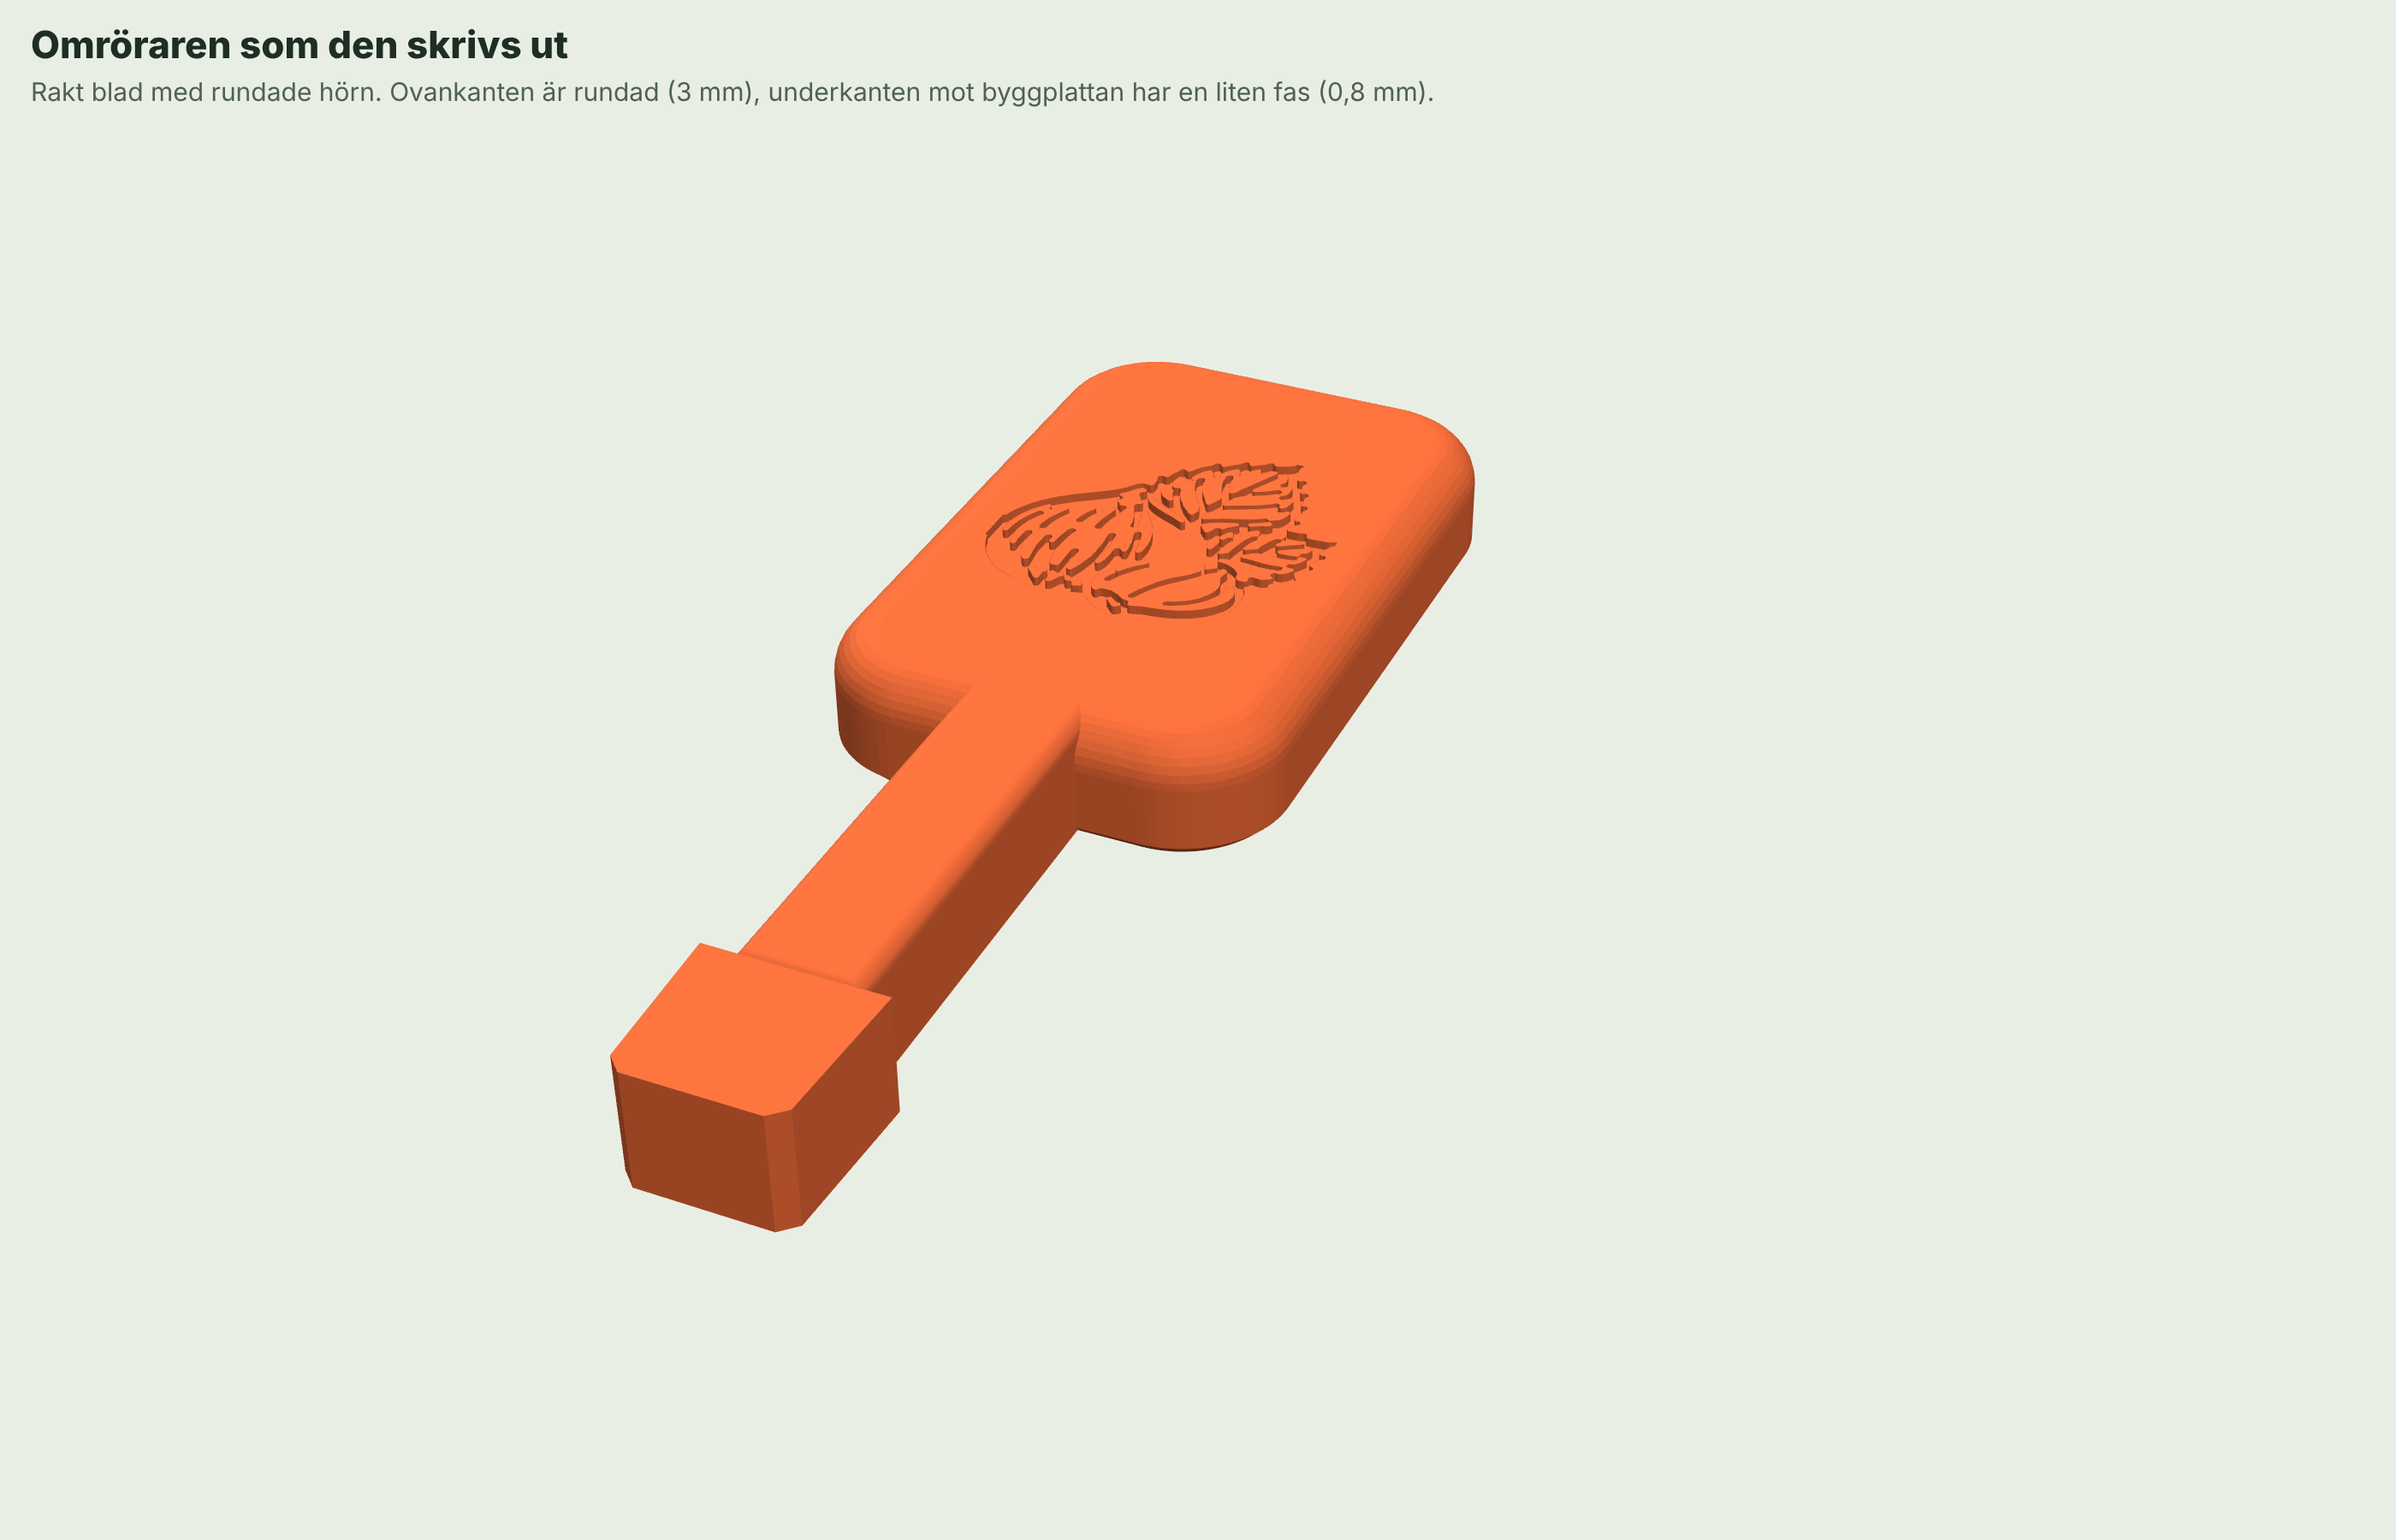 Omröraren som den skrivs ut
Rakt blad med rundade hörn. Ovankanten är rundad (3 mm), underkanten mot byggplattan har en liten fas (0,8 mm).